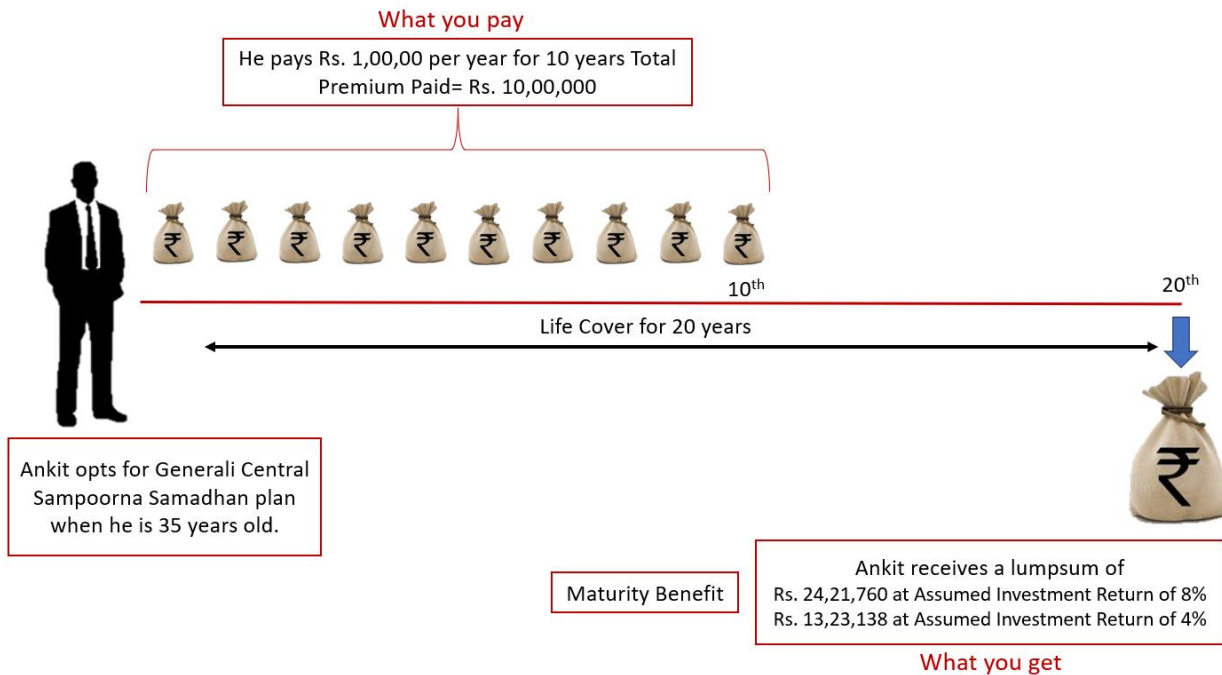 What you pay
He pays Rs. 1,00,00 per year for 10 years Total
Premium Paid= Rs. 10,00,000
₹ ₹ ₹ ₹ ₹ ₹ ₹ ₹ ₹ ₹
10th
20th
Life Cover for 20 years
₹
Ankit opts for Generali Central
Sampoorna Samadhan plan
when he is 35 years old.
Maturity Benefit
Ankit receives a lumpsum of
Rs. 24,21,760 at Assumed Investment Return of 8%
Rs. 13,23,138 at Assumed Investment Return of 4%
What you get